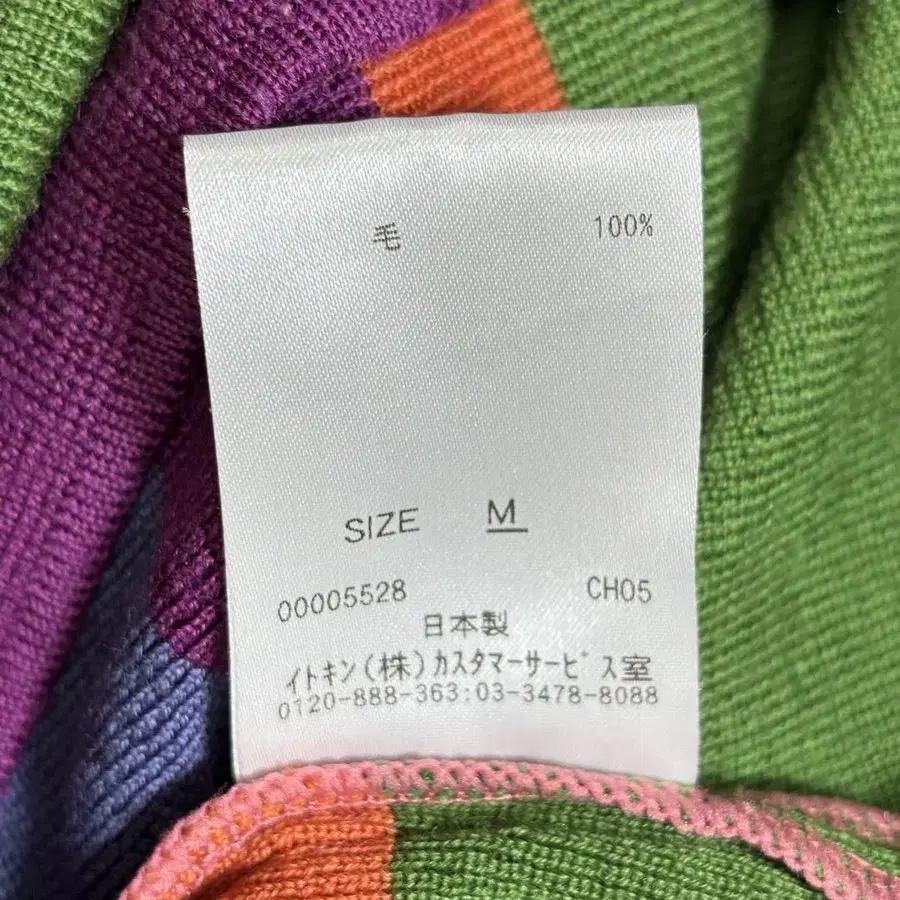 毛 100%
SIZE M
00005528 CH05
日本製
イトキン(株)カスタマーサービス室
0120-888-363:03-3478-8088